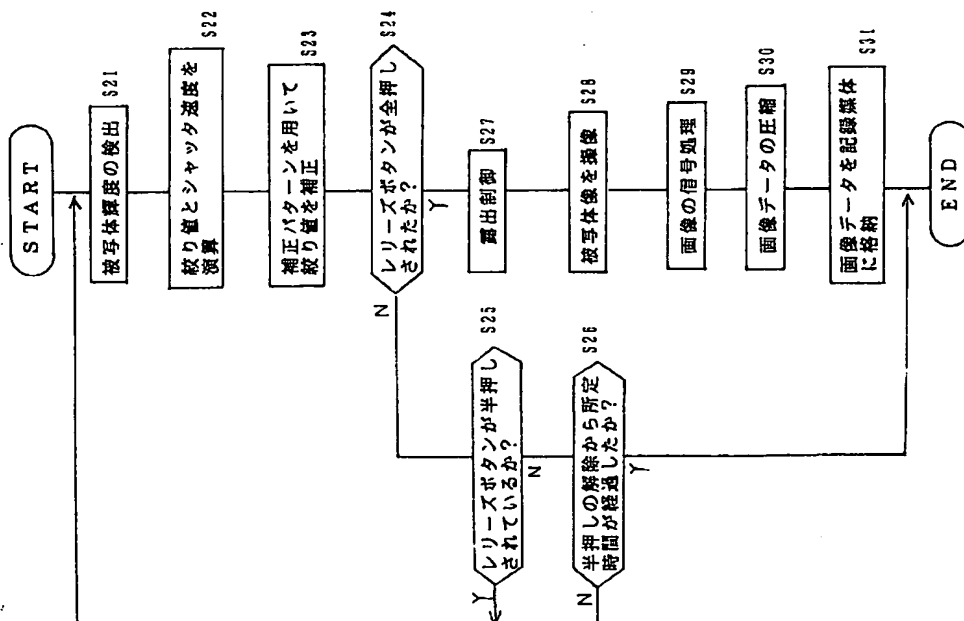 START
被写体輝度の検出
S21
絞り値とシャッタ速度を
演算
S22
補正パターンを用いて
絞り値を補正
S23
レリーズボタンが全押し
されたか?
S24
N
Y
レリーズボタンが半押し
されているか?
S25
Y
N
半押しの解除から所定
時間が経過したか?
S26
N
Y
露出制御
S27
被写体像を撮像
S28
画像の信号処理
S29
画像データの圧縮
S30
画像データを記録媒体
に格納
S31
END